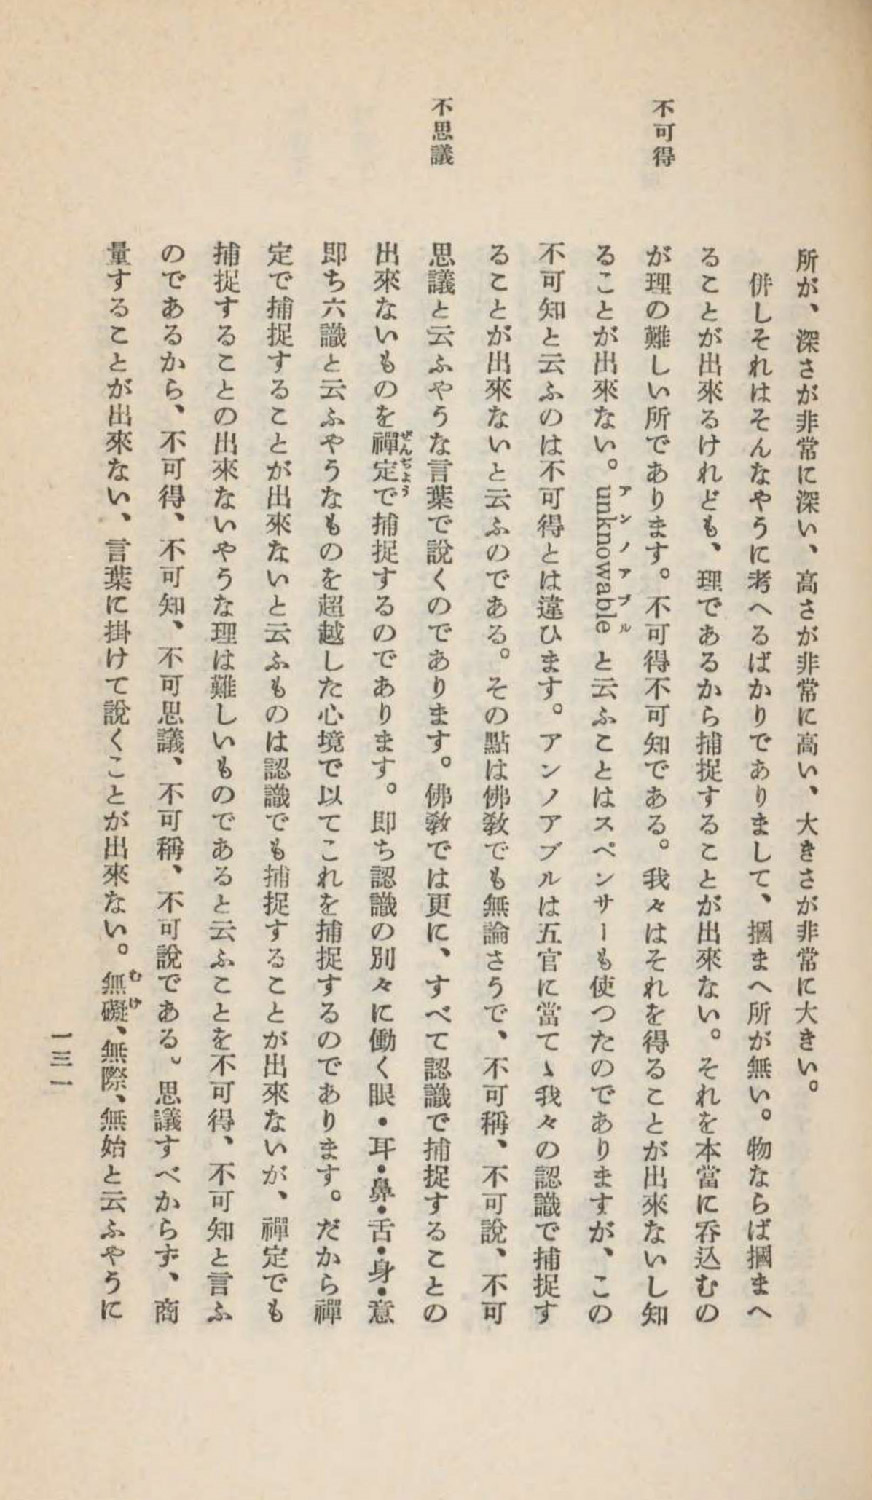 不可得
不思議
所が、深さが非常に深い、高さが非常に高い、大きさが非常に大きい。
併しそれはそんなやうに考へるばかりでありまして、摑まへ所が無い。物ならば摑まへ
ることが出來るけれども、理であるから捕捉することが出來ない。それを本當に呑込むの
が理の難しい所であります。不可得不可知である。我々はそれを得ることが出來ないし知
ることが出來ない。unknowable と云ふことはスペンサーも使つたのでありますが、この
アンノアブル
不可知と云ふのは不可得とは違ひます。アンノアブルは五官に當てゝ我々の認識で捕捉す
ることが出來ないと云ふのである。その點は佛敎でも無論さうで、不可稱、不可說、不可
思議と云ふやうな言葉で說くのであります。佛敎では更に、すべて認識で捕捉することの
出來ないものを禪定で捕捉するのであります。卽ち認識の別々に働く眼・耳・鼻・舌・身・意
ぜんぢょう
卽ち六識と云ふやうなものを超越した心境で以てこれを捕捉するのであります。だから禪
定で捕捉することが出來ないと云ふものは認識でも捕捉することが出來ないが、禪定でも
捕捉することの出來ないやうな理は難しいものであると云ふことを不可得、不可知と言ふ
のであるから、不可得、不可知、不可思議、不可稱、不可說である。思議すべからず、商
量することが出來ない、言葉に掛けて說くことが出來ない。無礙、無際、無始と云ふやうに
むげ
一三一